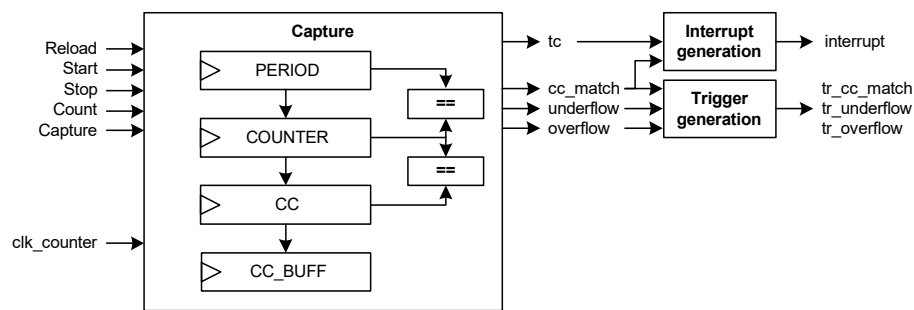 Capture
Reload
Start
Stop
Count
Capture
clk_counter
PERIOD
==
COUNTER
==
CC
CC_BUFF
tc
cc_match
underflow
overflow
Interrupt
generation
interrupt
Trigger
generation
tr_cc_match
tr_underflow
tr_overflow